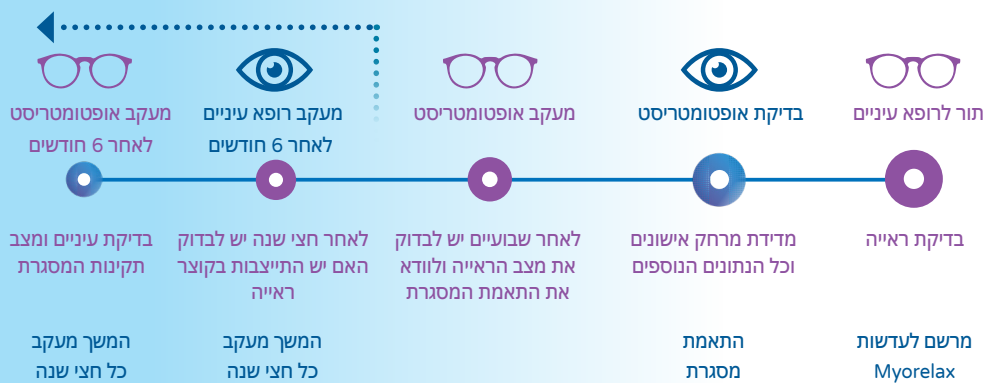 תור לרופא עיניים
בדיקת ראייה
מרשם לעדשות
Myorelax
בדיקת אופטומטריסט
מדידת מרחק אישונים
וכל הנתונים הנוספים
התאמת
מסגרת
מעקב אופטומטריסט
לאחר שבועיים יש לבדוק
את מצב הראייה ולוודא
את התאמת המסגרת
מעקב רופא עיניים
לאחר 6 חודשים
לאחר חצי שנה יש לבדוק
האם יש התייצבות בקוצר
ראייה
המשך מעקב
כל חצי שנה
מעקב אופטומטריסט
לאחר 6 חודשים
בדיקת עיניים ומצב
תקינות המסגרת
המשך מעקב
כל חצי שנה